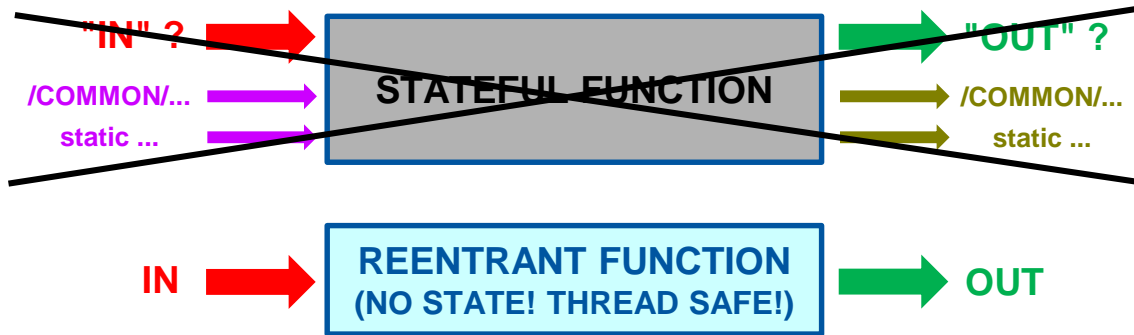 "IN" ? "OUT" ?
/COMMON/... STATEFUL FUNCTION /COMMON/...
static ... static ...
IN REENTRANT FUNCTION OUT
(NO STATE! THREAD SAFE!)